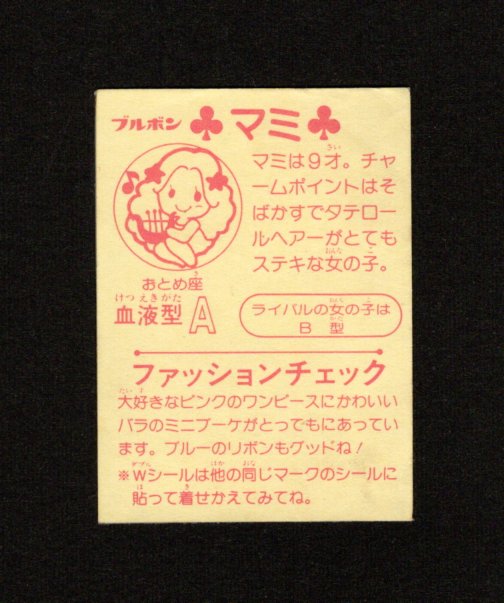 ブルボン ♣マミ♣
マミは9才。チャ
ームポイントはそ
ばかすでタテロー
ルヘアーがとても
ステキな女の子。
おとめ座
血液型 A
ライバルの女の子は
B 型
ファッションチェック
大好きなピンクのワンピースにかわいい
バラのミニブーケがとってもにあってい
ます。ブルーのリボンもグッドね!
※Wシールは他の同じマークのシールに
貼って着せかえてみてね。